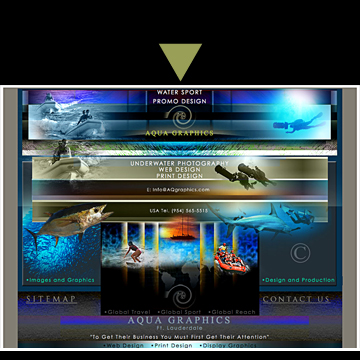 WATER SPORT
PROMO DESIGN
AQUA GRAPHICS
UNDERWATER PHOTOGRAPHY
WEB DESIGN
PRINT DESIGN
E: Info@AQgraphics.com
USA Tel. (954) 565-5515
©
•Images and Graphics
•Design and Production
SITEMAP
•Global Travel •Global Sport •Global Reach
CONTACT US
AQUA GRAPHICS
Ft. Lauderdale
"To Get Their Business You Must First Get Their Attention"
•Web Design •Print Design •Display Graphics